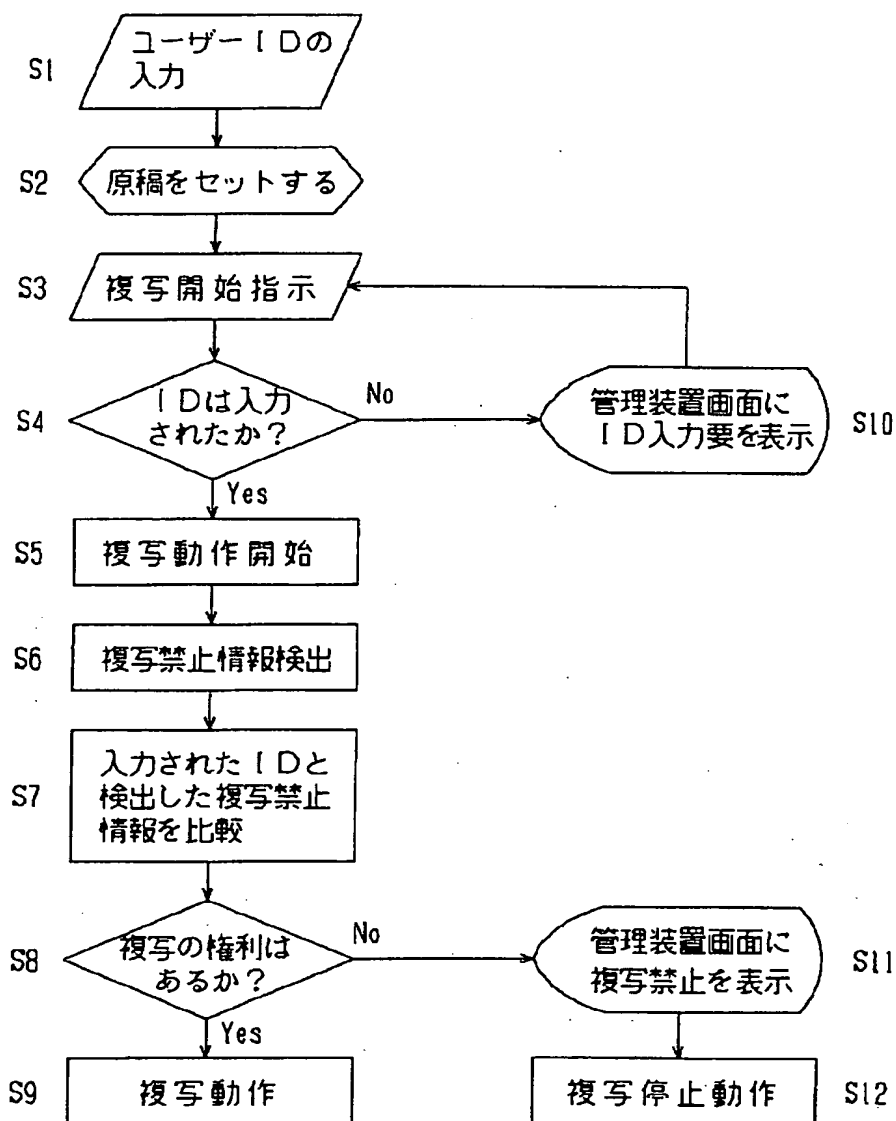 S1
ユーザーIDの
入力
S2
原稿をセットする
S3
複写開始指示
S4
IDは入力
されたか?
No
管理装置画面に
ID入力要を表示
S10
Yes
S5
複写動作開始
S6
複写禁止情報検出
S7
入力されたIDと
検出した複写禁止
情報を比較
S8
複写の権利は
あるか?
No
管理装置画面に
複写禁止を表示
S11
Yes
S9
複写動作
複写停止動作
S12